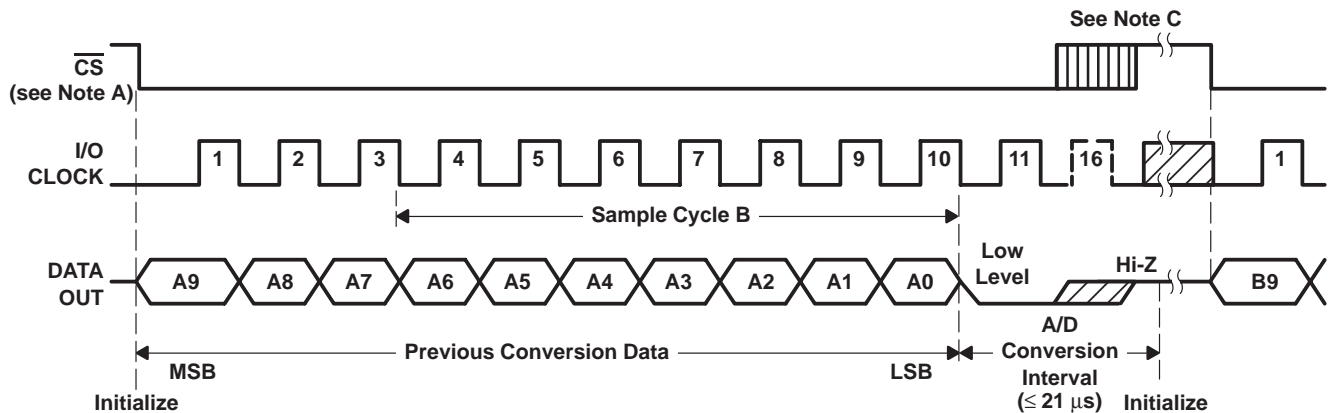 See Note C
CS
(see Note A)
I/O
CLOCK
1 2 3 4 5 6 7 8 9 10 11 16 1
Sample Cycle B
DATA
OUT
A9 A8 A7 A6 A5 A4 A3 A2 A1 A0
Low
Level
Hi-Z
B9
Previous Conversion Data
MSB
LSB
A/D
Conversion
Interval
(≤ 21 μs)
Initialize
Initialize